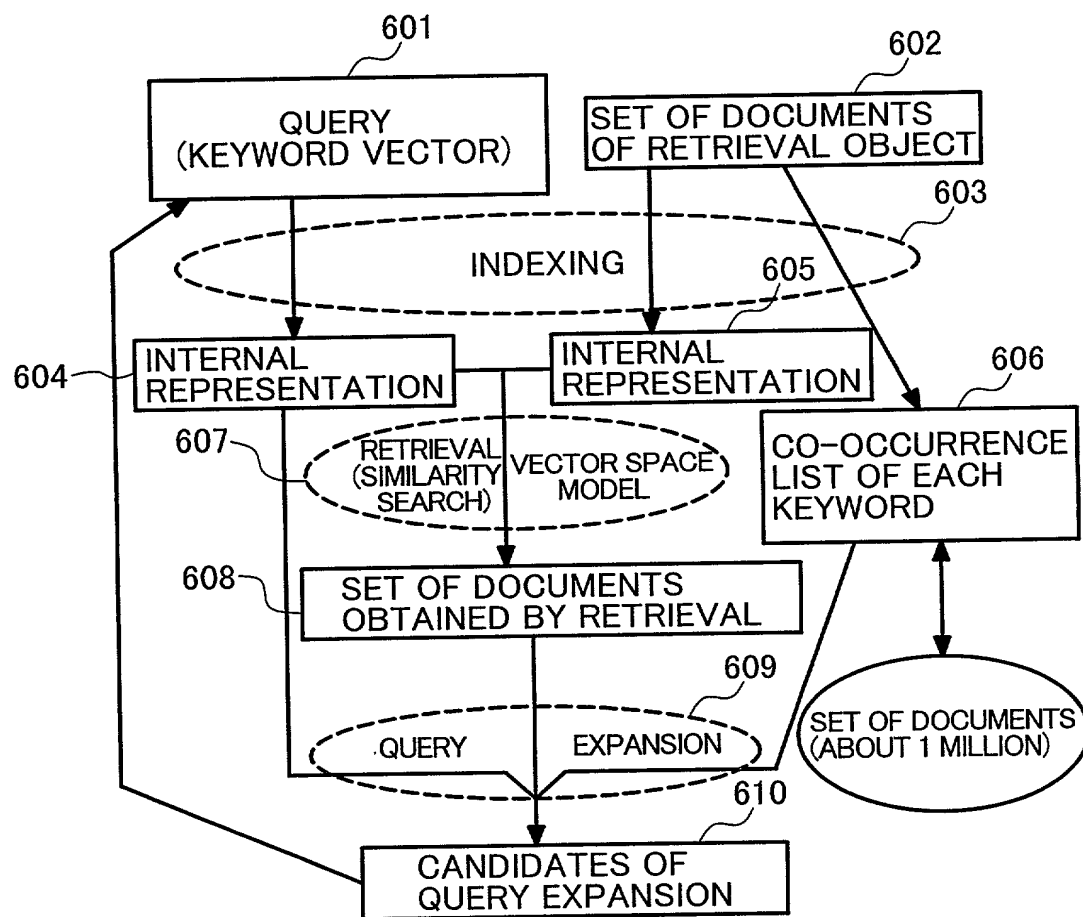 601
QUERY
(KEYWORD VECTOR)
602
SET OF DOCUMENTS
OF RETRIEVAL OBJECT
603
INDEXING
604
INTERNAL
REPRESENTATION
605
INTERNAL
REPRESENTATION
606
CO-OCCURRENCE
LIST OF EACH
KEYWORD
607
RETRIEVAL
(SIMILARITY
SEARCH)
VECTOR SPACE
MODEL
608
SET OF DOCUMENTS
OBTAINED BY RETRIEVAL
609
QUERY EXPANSION
SET OF DOCUMENTS
(ABOUT 1 MILLION)
610
CANDIDATES OF
QUERY EXPANSION